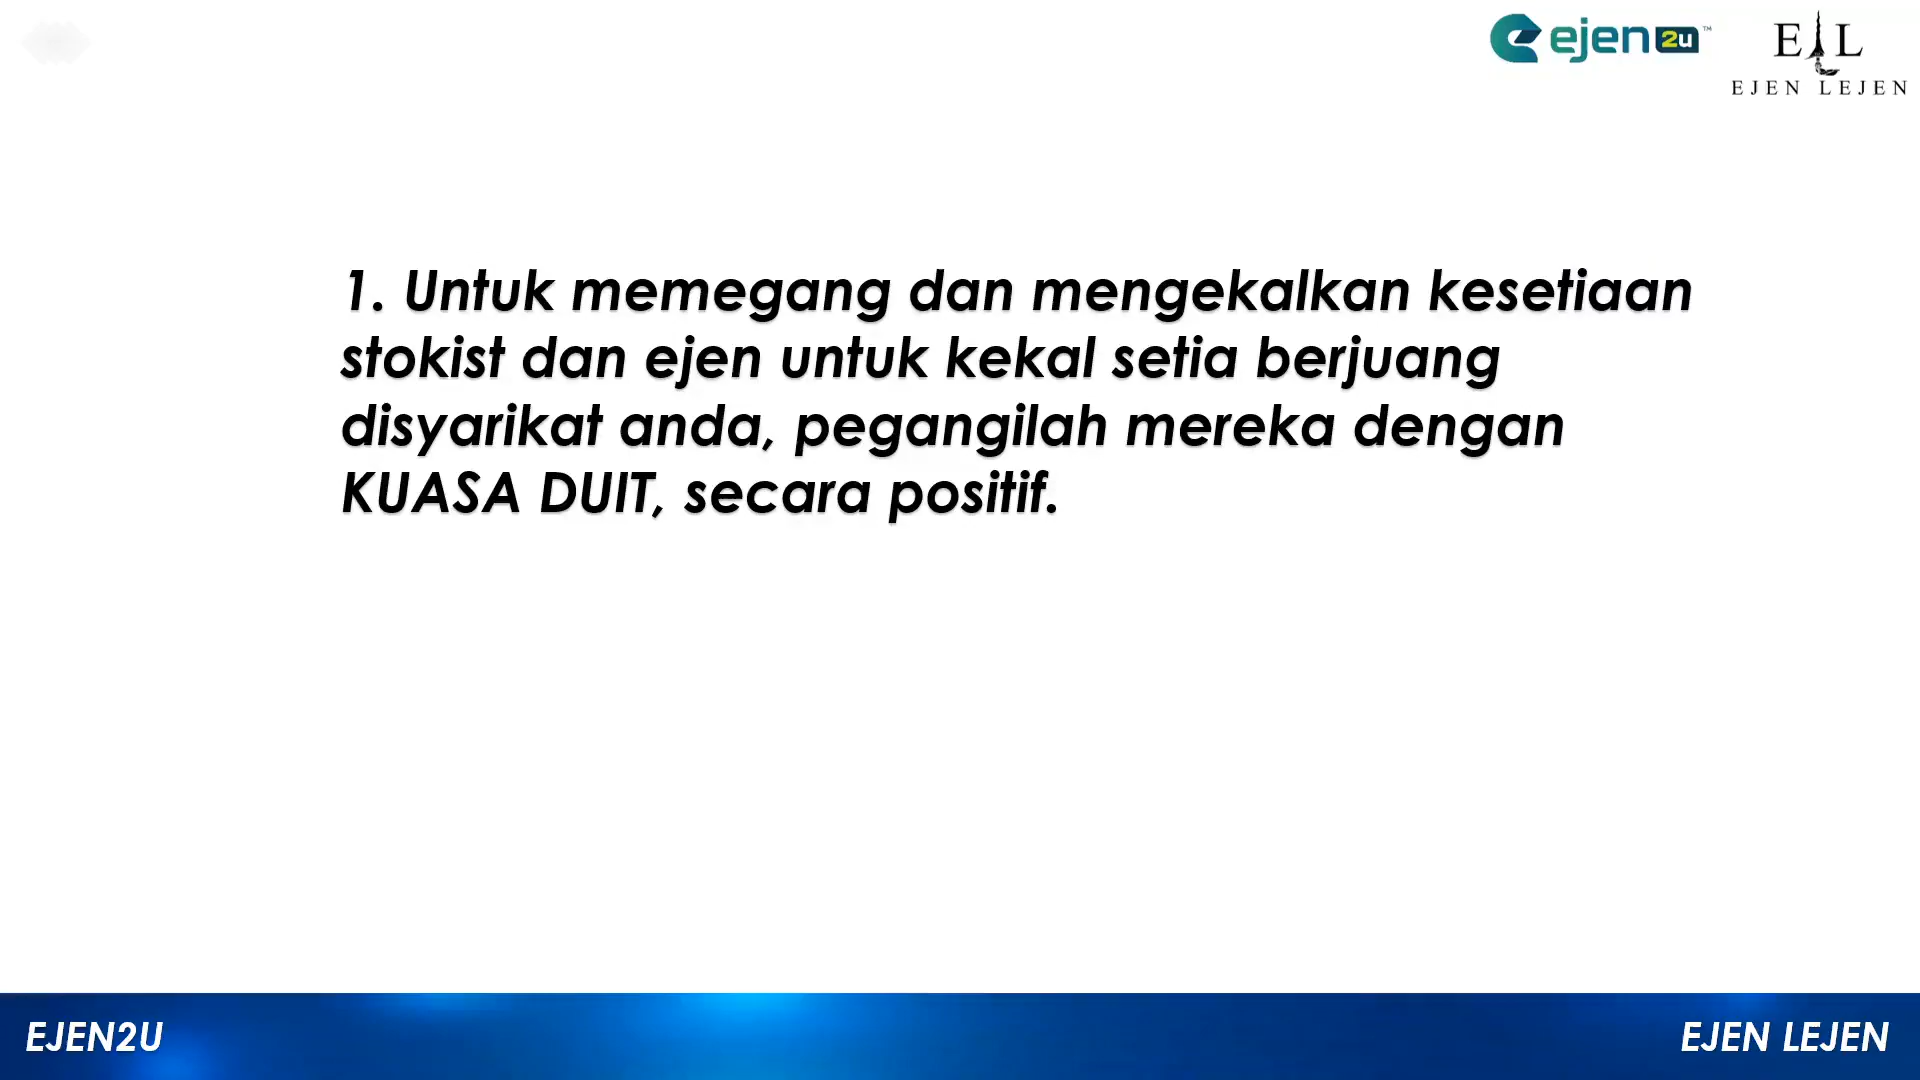 ejen2u™
E L
EJEN LEJEN
1. Untuk memegang dan mengekalkan kesetiaan
stokist dan ejen untuk kekal setia berjuang
disyarikat anda, pegangilah mereka dengan
KUASA DUIT, secara positif.
EJEN2U
EJEN LEJEN